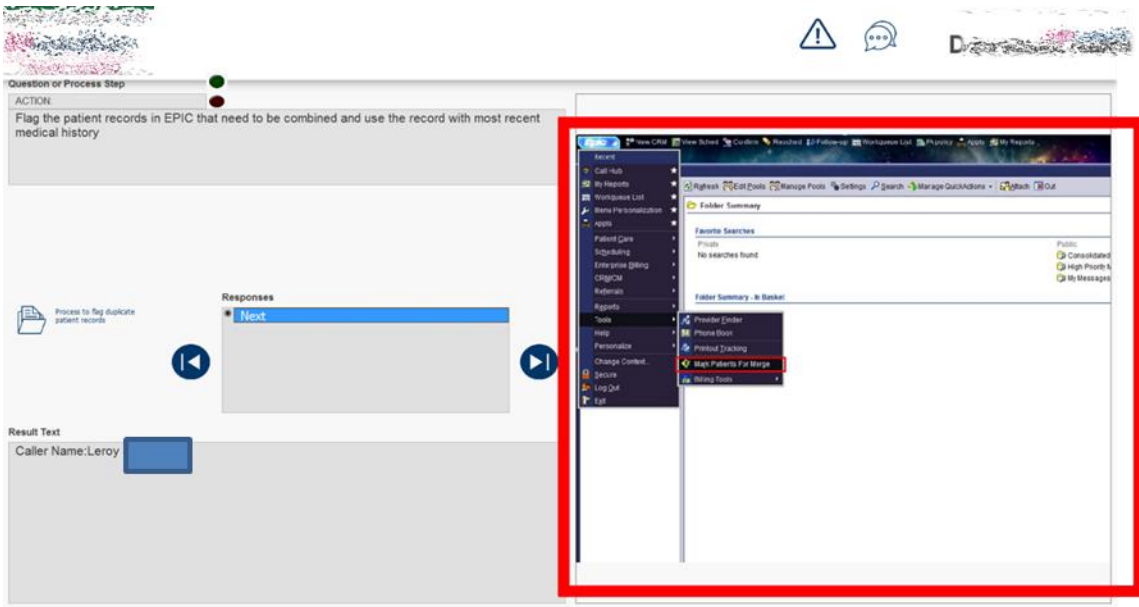 Question or Process Step
ACTION:
Flag the patient records in EPIC that need to be combined and use the record with most recent
medical history
Process to flag duplicate
patient records
Responses
Next
Result Text
Caller Name:Leroy
Epic
View CRM
View Sched
Confirm
Resched
Follow-up
Workqueue List
Appts
My Reports
Recent
Call Hub
My Reports
Workqueue List
Menu Personalization
Appts
Patient Care
Scheduling
Enterprise Billing
CRM/CM
Referrals
Reports
Tools
Help
Personalize
Change Context..
Secure
Log Out
Exit
Refresh
Edit Pools
Manage Pools
Settings
Search
Manage QuickActions
Attach
Out
Folder Summary
Favorite Searches
Private
No searches found
Public
Consolidated
High Priority M
My Messages
Folder Summary - In Basket
Provider Finder
Phone Book
Printout Tracking
Mark Patients For Merge
Billing Tools